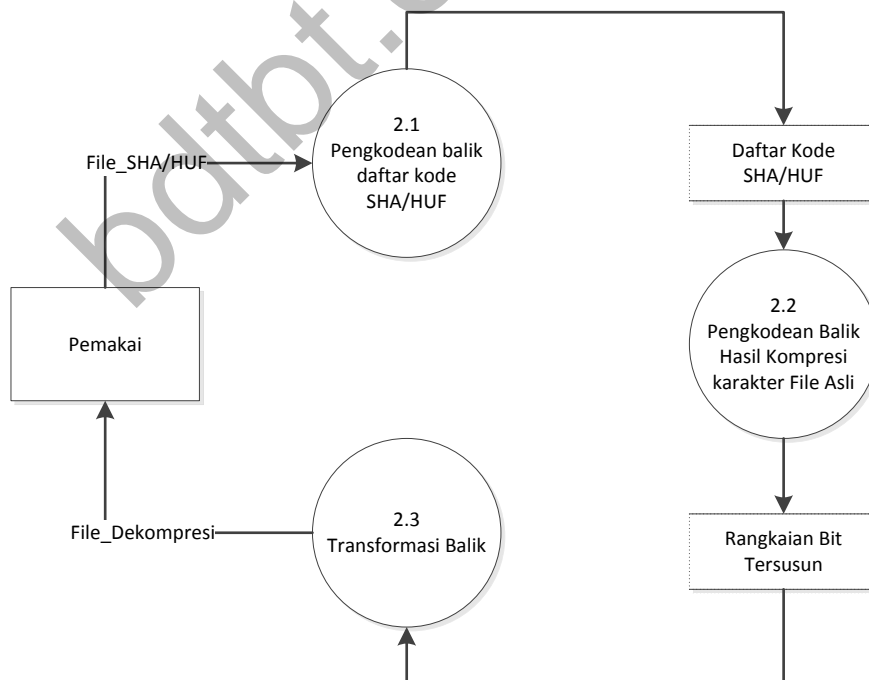 bdtbt.
2.1
Pengkodean balik
daftar kode
SHA/HUF
File_SHA/HUF
Daftar Kode
SHA/HUF
Pemakai
2.2
Pengkodean Balik
Hasil Kompresi
karakter File Asli
File_Dekompresi
2.3
Transformasi Balik
Rangkaian Bit
Tersusun